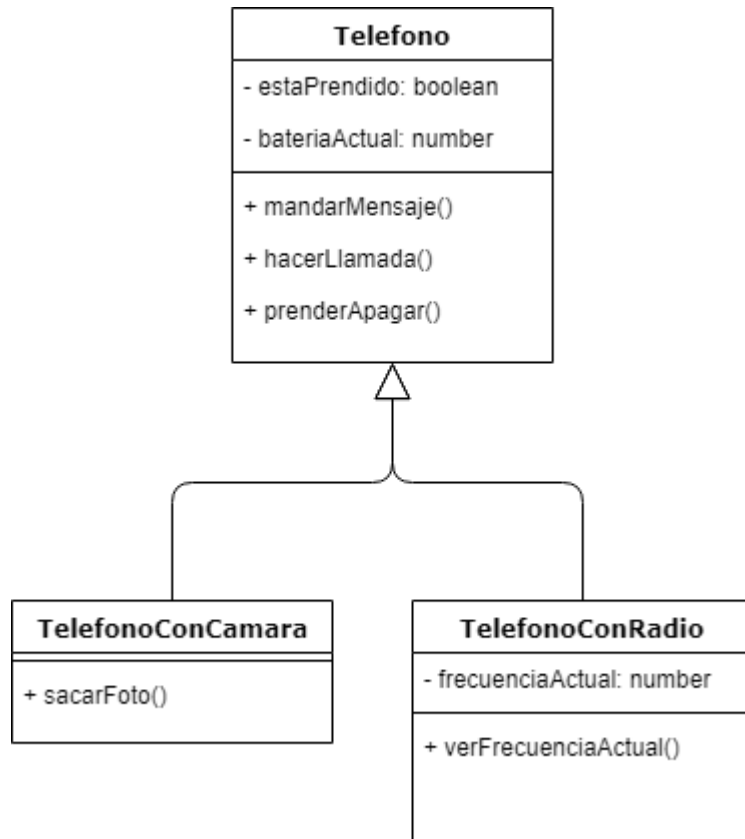 Telefono
- estaPrendido: boolean
- bateriaActual: number
+ mandarMensaje()
+ hacerLlamada()
+ prenderApagar()
TelefonoConCamara
+ sacarFoto()
TelefonoConRadio
- frecuenciaActual: number
+ verFrecuenciaActual()